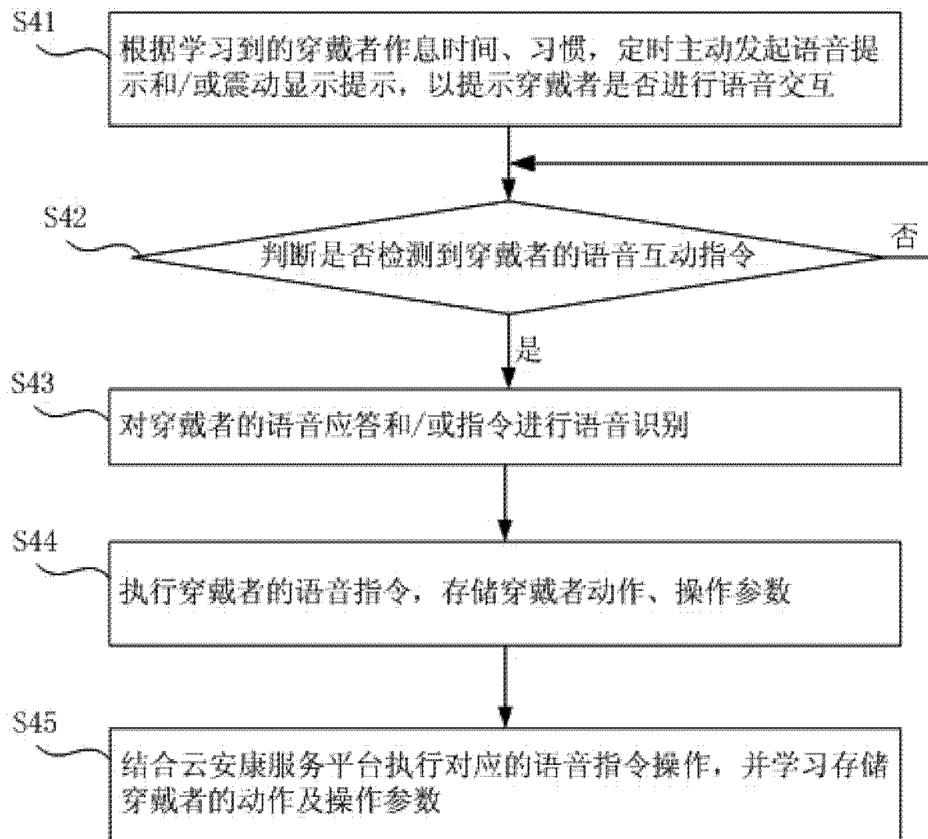 S41
根据学习到的穿戴者作息时间、习惯，定时主动发起语音提
示和/或震动显示提示，以提示穿戴者是否进行语音交互
S42
判断是否检测到穿戴者的语音互动指令
否
是
S43
对穿戴者的语音应答和/或指令进行语音识别
S44
执行穿戴者的语音指令，存储穿戴者动作、操作参数
S45
结合云安康服务平台执行对应的语音指令操作，并学习存储
穿戴者的动作及操作参数